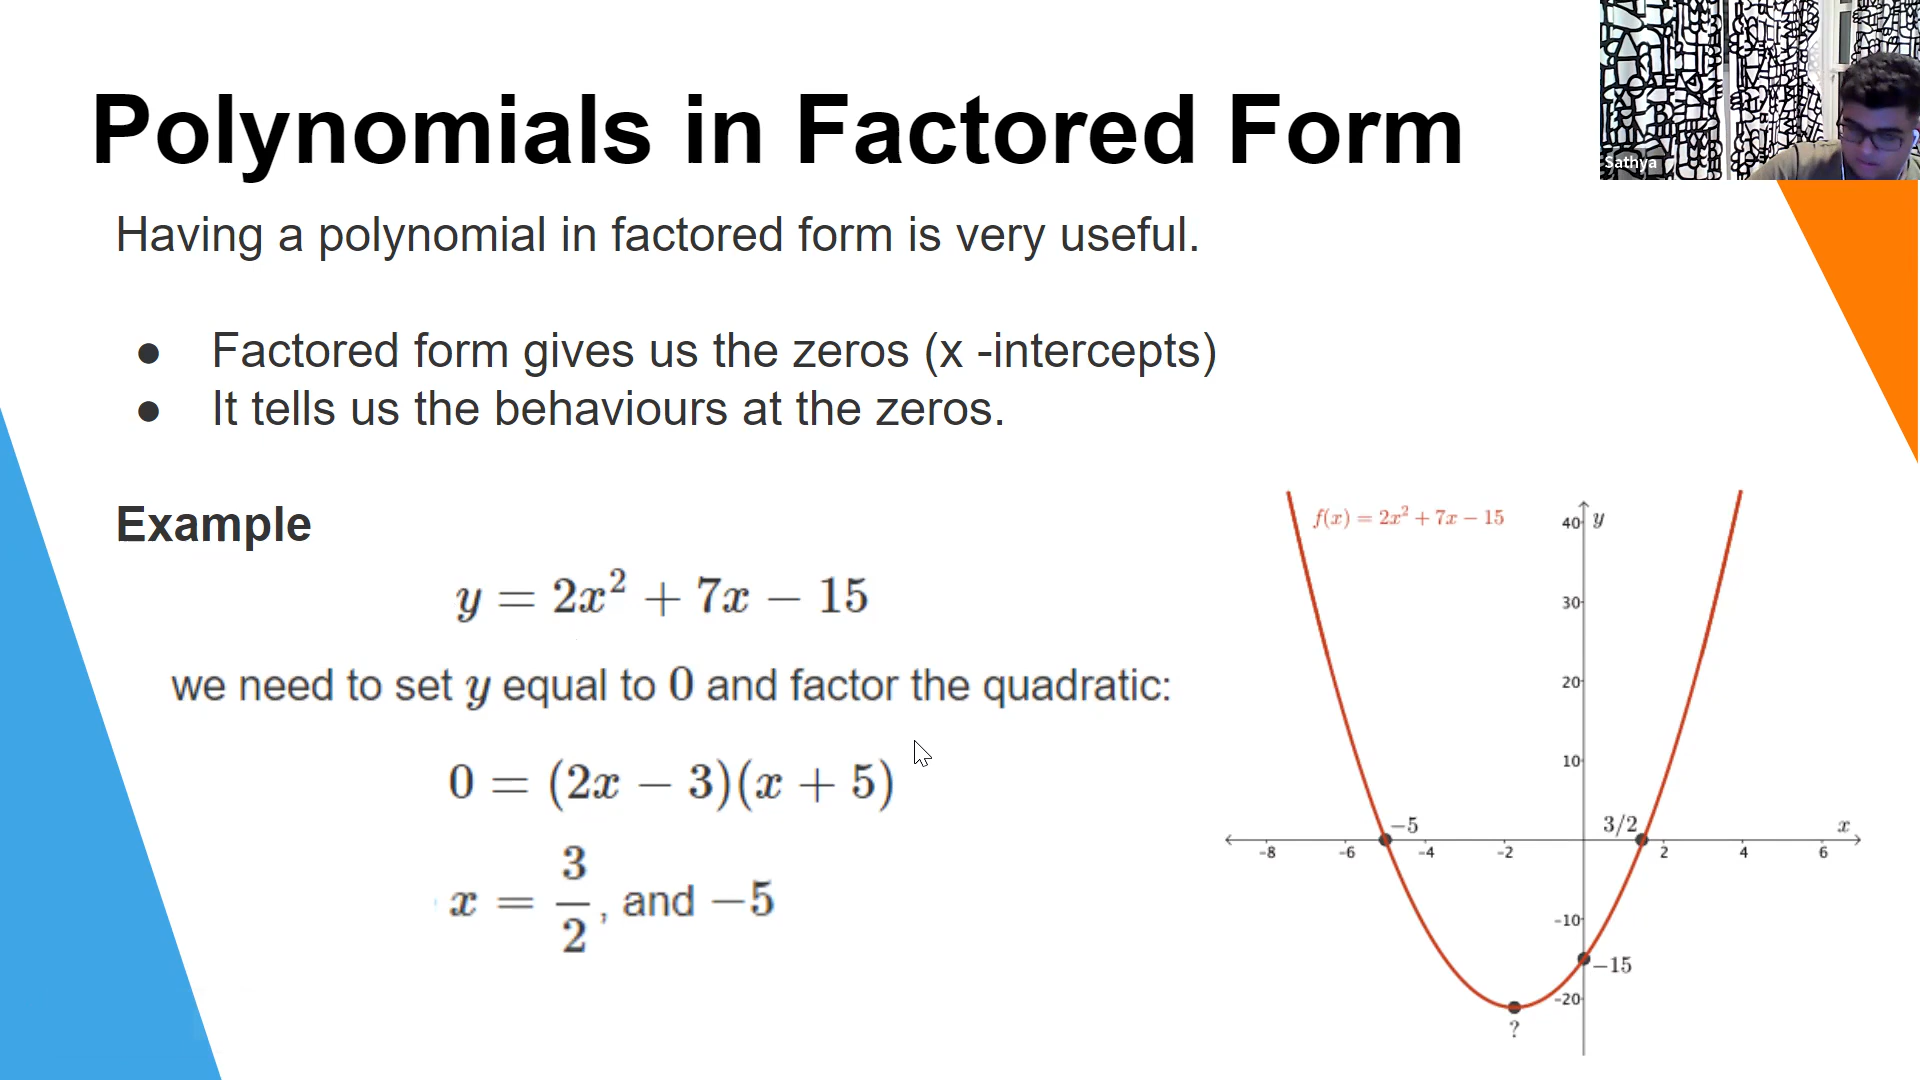 Polynomials in Factored Form
Sathya
Having a polynomial in factored form is very useful.
● Factored form gives us the zeros (x -intercepts)
● It tells us the behaviours at the zeros.
Example
y = 2x² + 7x − 15
we need to set y equal to 0 and factor the quadratic:
0 = (2x − 3)(x + 5)
x = 3/2, and −5
f(x) = 2x² + 7x − 15
40 y
30
20
10
−5 3/2 x
-8 -6 -4 -2 2 4 6
-10
−15
-20
?